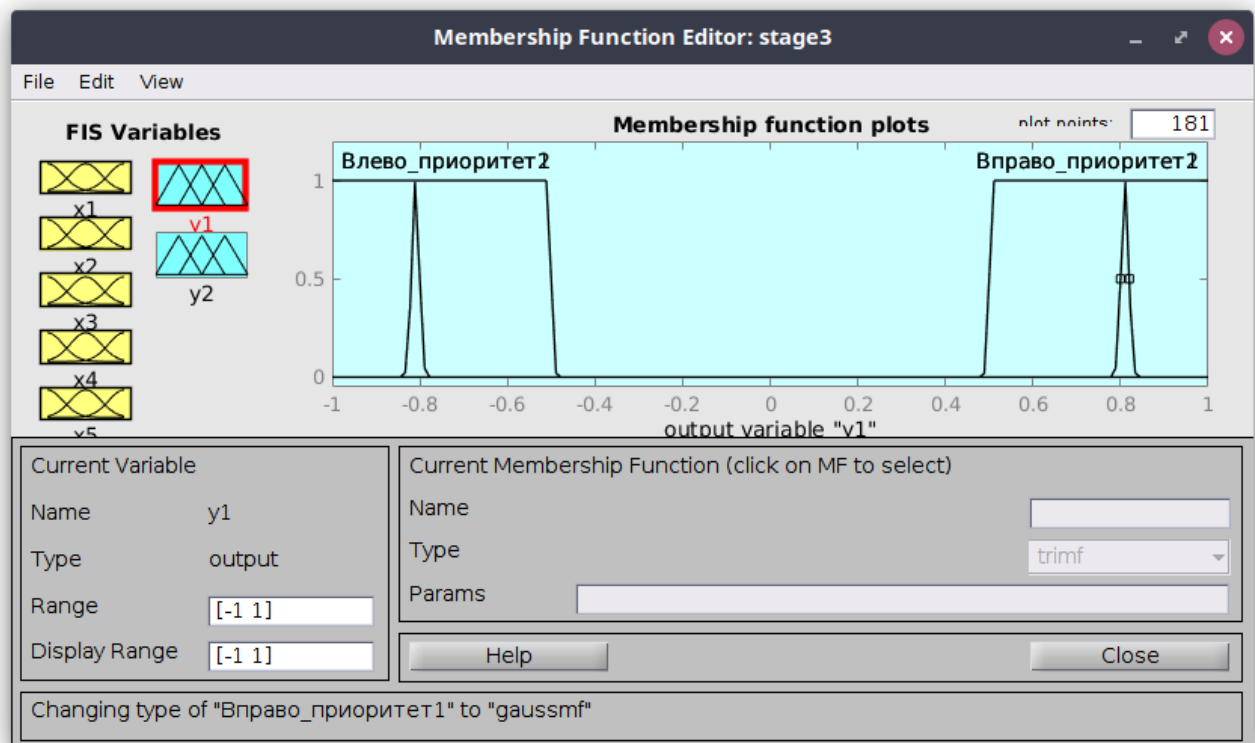 Membership Function Editor: stage3
File Edit View
FIS Variables
Membership function plots
plot points:
181
x1
x2
x3
x4
x5
y1
y2
Влево_приоритет
Вправо_приоритет
1
0.5
0
-1 -0.8 -0.6 -0.4 -0.2 0 0.2 0.4 0.6 0.8 1
output variable "y1"
Current Variable
Name y1
Type output
Range [-1 1]
Display Range [-1 1]
Current Membership Function (click on MF to select)
Name
Type trimf
Params
Help
Close
Changing type of "Вправо_приоритет1" to "gaussmf"